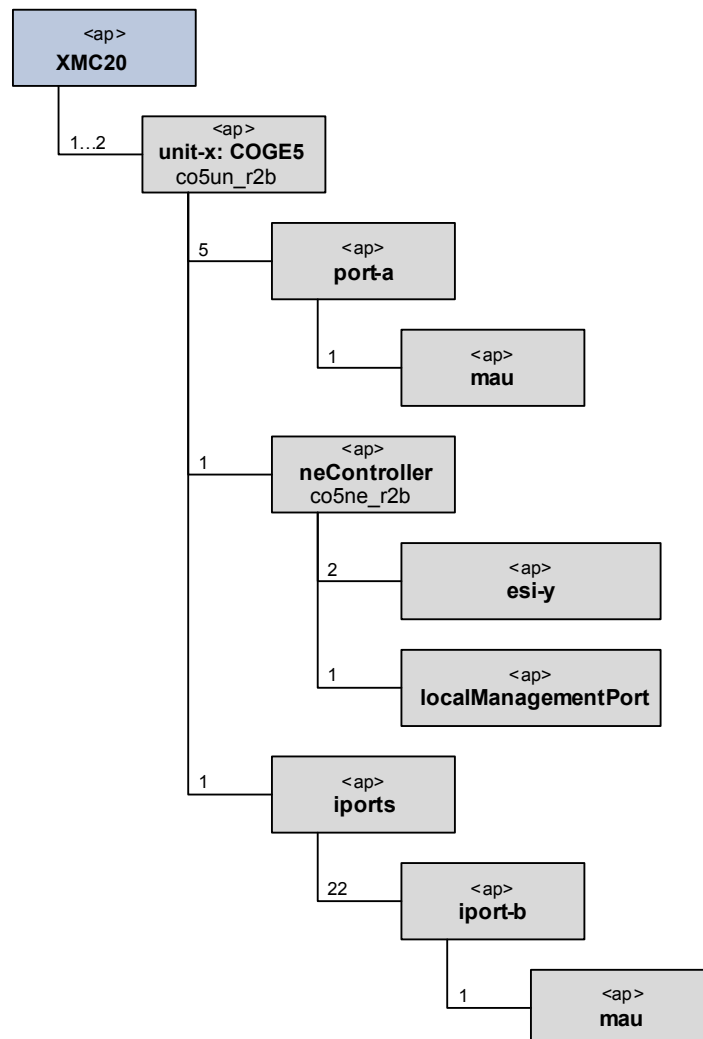 <ap>
XMC20
1...2
<ap>
unit-x: COGE5
co5un_r2b
5
<ap>
port-a
1
<ap>
mau
1
<ap>
neController
co5ne_r2b
2
<ap>
esi-y
1
<ap>
localManagementPort
1
<ap>
iports
22
<ap>
iport-b
1
<ap>
mau